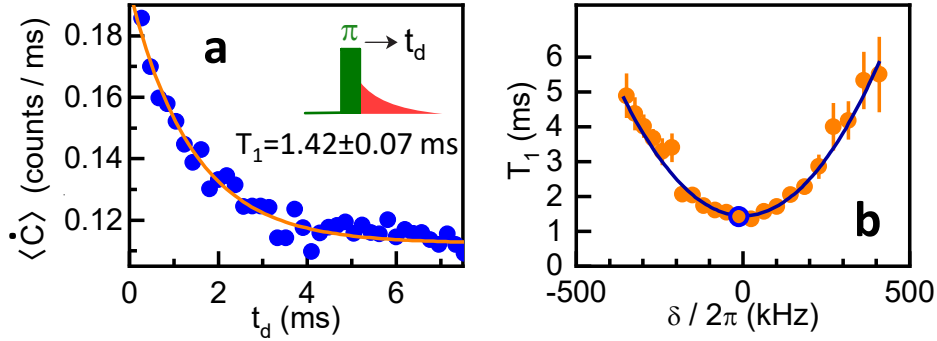 a
π → t_d
T₁=1.42±0.07 ms
⟨Ċ⟩ (counts / ms)
0.18
0.16
0.14
0.12
0 2 4 6
t_d (ms)
b
T₁ (ms)
6
5
4
3
2
1
0
-500 0 500
δ / 2π (kHz)